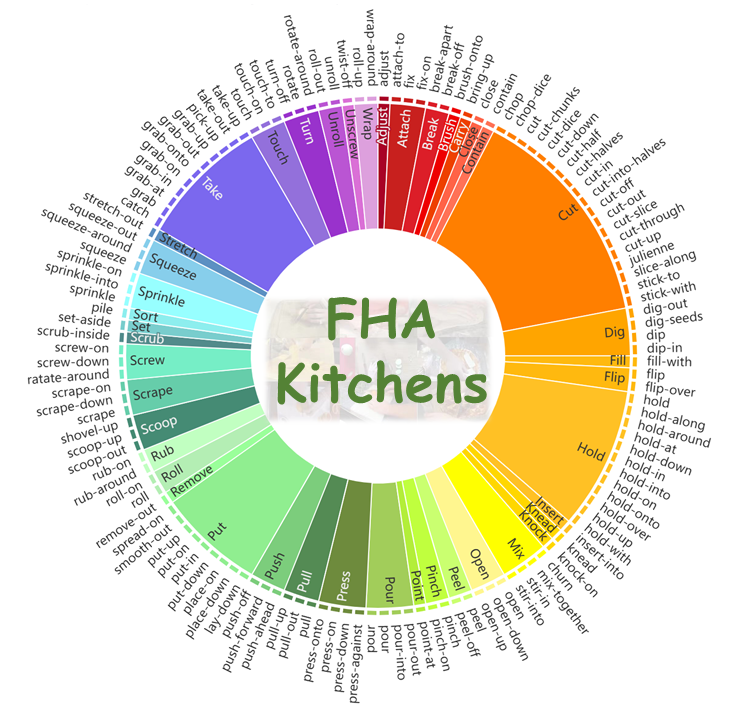 FHA
Kitchens
Adjust
Attach
Break
Brush
Carry
Close
Contain
Cut
Dig
Fill
Flip
Hold
Insert
Knead
Knock
Mix
Open
Peel
Pinch
Point
Pour
Press
Pull
Push
Put
Remove
Roll
Rub
Scoop
Scrape
Screw
Scrub
Set
Sort
Sprinkle
Squeeze
Stretch
Take
Touch
Turn
Unroll
Unscrew
Wrap
adjust
attach-to
fix
fix-on
break-apart
break-off
brush-onto
bring-up
close
contain
chop
chop-dice
cut
cut-chunks
cut-dice
cut-down
cut-half
cut-halves
cut-in
cut-into-halves
cut-off
cut-out
cut-slice
cut-through
cut-up
julienne
slice-along
stick-to
stick-with
dig-out
dig-seeds
dip
dip-in
fill-with
flip
flip-over
hold
hold-along
hold-around
hold-at
hold-down
hold-in
hold-into
hold-on
hold-onto
hold-over
hold-up
hold-with
insert-into
knead
knock-on
churn
mix-together
stir-in
stir-into
open
open-down
open-up
peel
peel-off
pinch
pinch-on
point-at
pour-out
pour-into
pour
pour
press-against
press-down
press-on
press-onto
pull
pull-out
pull-up
push-ahead
push-forward
push-off
lay-down
place-down
place-on
put-down
put-in
put-on
put-up
smooth-out
spread-on
remove-out
roll
roll-on
rub-around
rub-on
scoop-out
scoop-up
shovel-up
scrape
scrape-down
scrape-on
ratate-around
screw-down
screw-on
scrub-inside
set-aside
pile
sprinkle
sprinkle-into
sprinkle-on
squeeze
squeeze-around
squeeze-out
stretch-out
catch
grab
grab-at
grab-in
grab-on
grab-onto
grab-out
grab-up
pick-up
take-out
take-up
touch
touch-on
touch-to
turn-off
rotate
rotate-around
roll-out
unroll
twist-off
roll-up
wrap-around